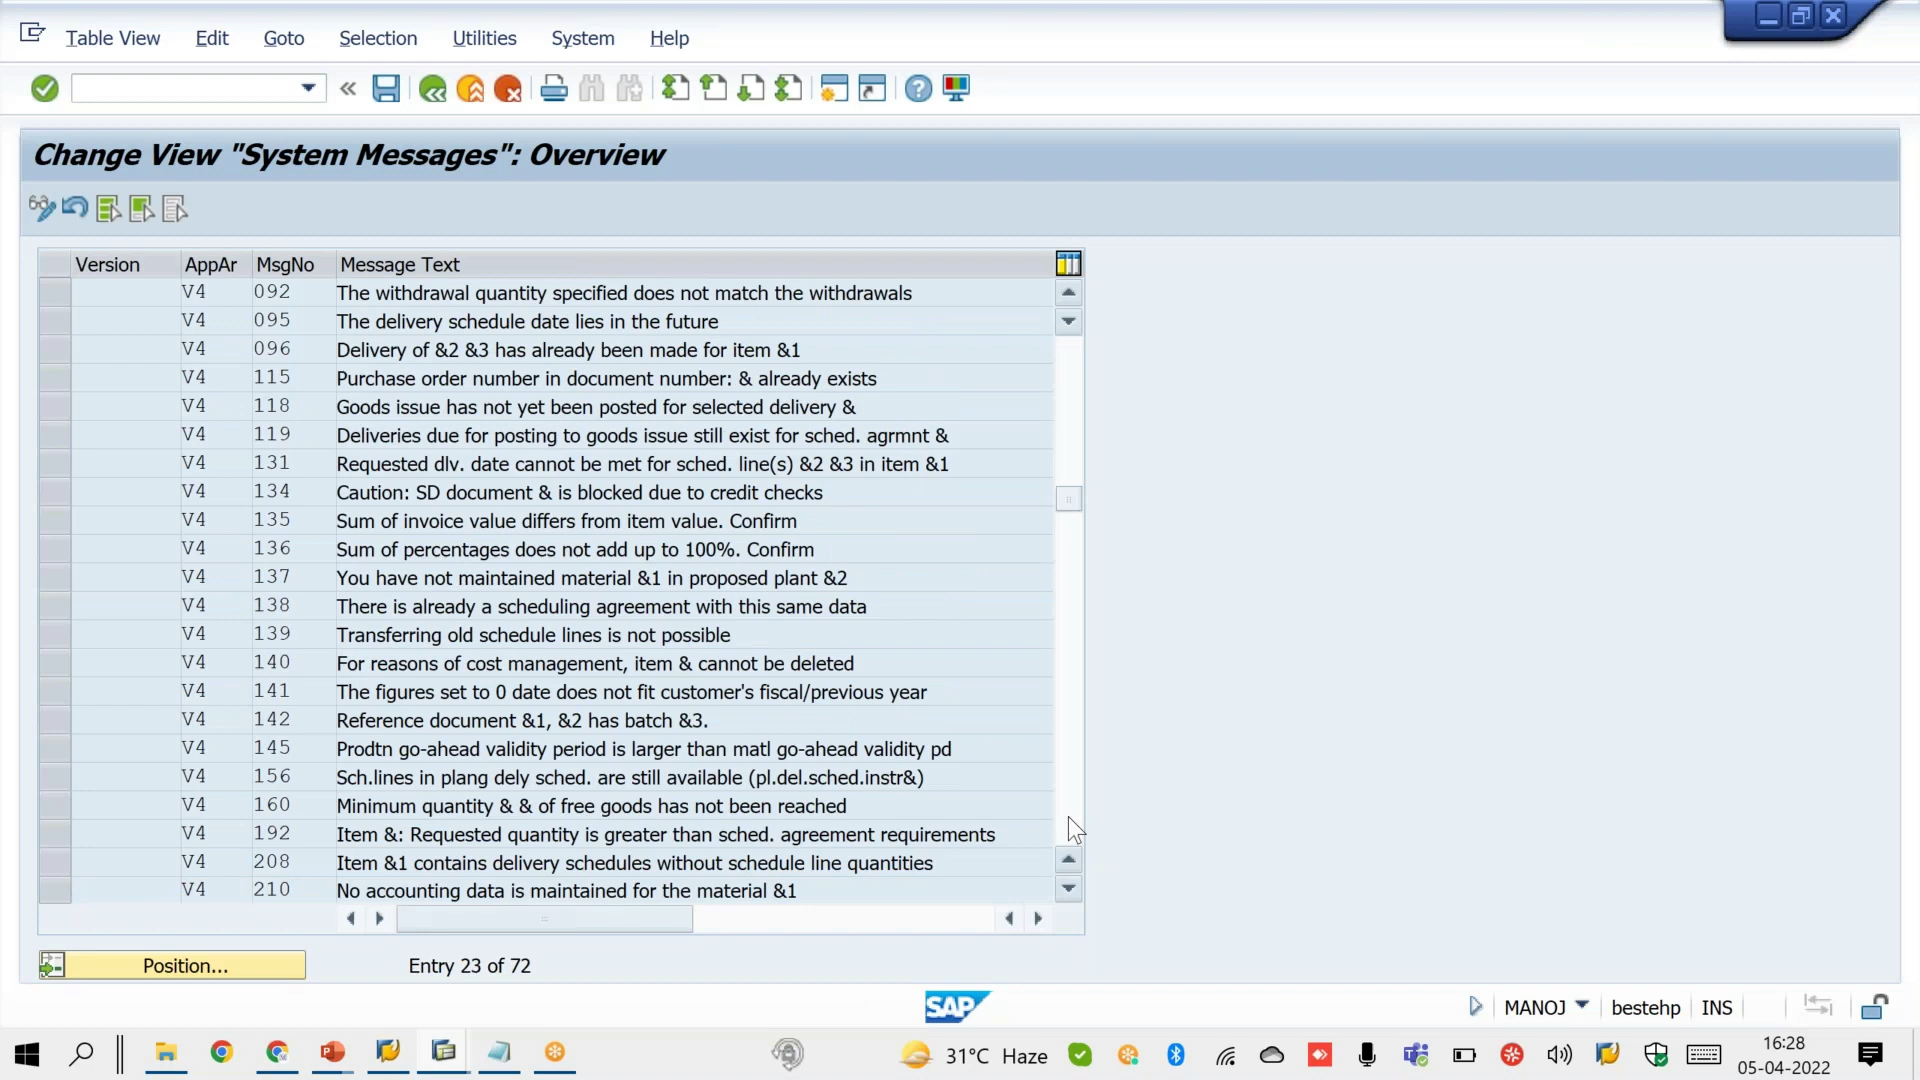 Table View Edit Goto Selection Utilities System Help
Change View "System Messages": Overview
Version AppAr MsgNo Message Text
V4 092 The withdrawal quantity specified does not match the withdrawals
V4 095 The delivery schedule date lies in the future
V4 096 Delivery of &2 &3 has already been made for item &1
V4 115 Purchase order number in document number: & already exists
V4 118 Goods issue has not yet been posted for selected delivery &
V4 119 Deliveries due for posting to goods issue still exist for sched. agrmnt &
V4 131 Requested dlv. date cannot be met for sched. line(s) &2 &3 in item &1
V4 134 Caution: SD document & is blocked due to credit checks
V4 135 Sum of invoice value differs from item value. Confirm
V4 136 Sum of percentages does not add up to 100%. Confirm
V4 137 You have not maintained material &1 in proposed plant &2
V4 138 There is already a scheduling agreement with this same data
V4 139 Transferring old schedule lines is not possible
V4 140 For reasons of cost management, item & cannot be deleted
V4 141 The figures set to 0 date does not fit customer's fiscal/previous year
V4 142 Reference document &1, &2 has batch &3.
V4 145 Prodtn go-ahead validity period is larger than matl go-ahead validity pd
V4 156 Sch.lines in plang dely sched. are still available (pl.del.sched.instr&)
V4 160 Minimum quantity & & of free goods has not been reached
V4 192 Item &: Requested quantity is greater than sched. agreement requirements
V4 208 Item &1 contains delivery schedules without schedule line quantities
V4 210 No accounting data is maintained for the material &1
Position... Entry 23 of 72
SAP MANOJ bestehp INS
31°C Haze 16:28
05-04-2022